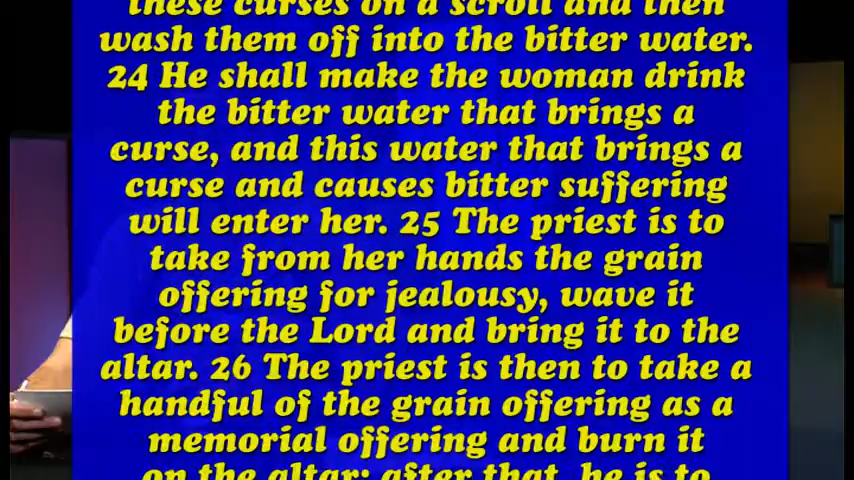 these curses on a scroll and then
wash them off into the bitter water.
24 He shall make the woman drink
the bitter water that brings a
curse, and this water that brings a
curse and causes bitter suffering
will enter her. 25 The priest is to
take from her hands the grain
offering for jealousy, wave it
before the Lord and bring it to the
altar. 26 The priest is then to take a
handful of the grain offering as a
memorial offering and burn it
on the altar; after that, he is to